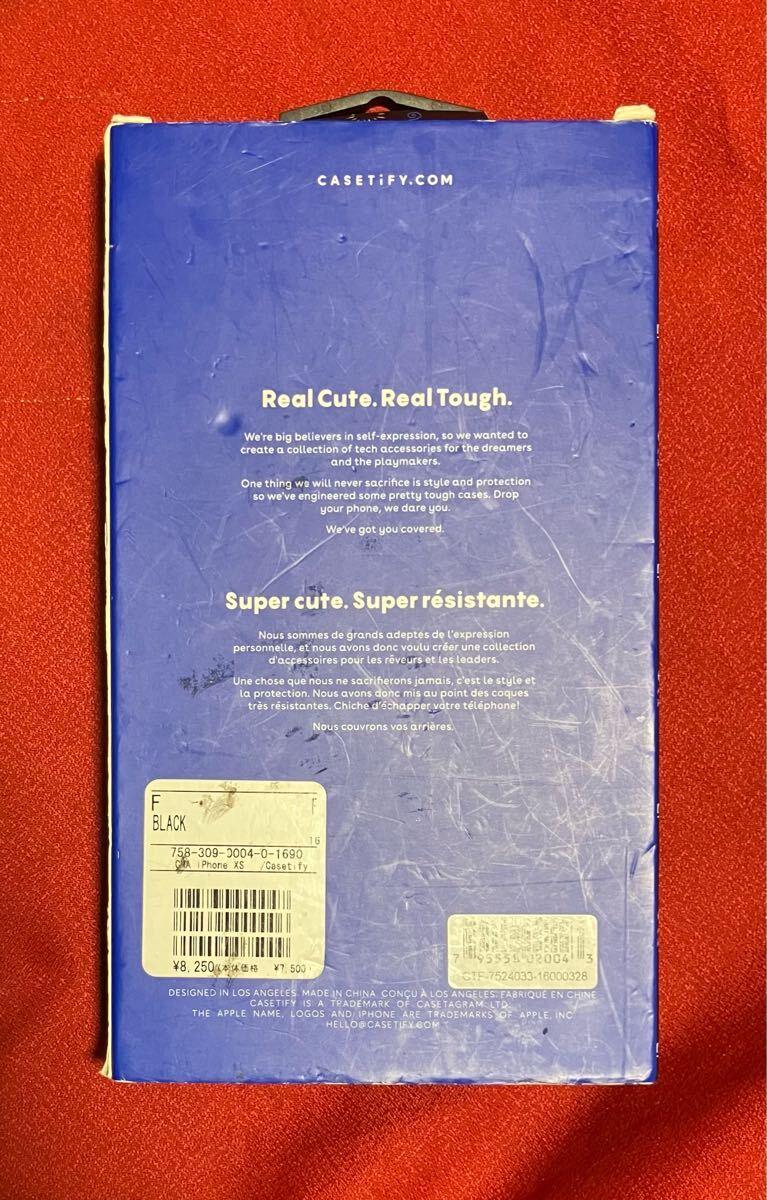 CASETiFY.COM
Real Cute. Real Tough.
We're big believers in self-expression, so we wanted to
create a collection of tech accessories for the dreamers
and the playmakers.
One thing we will never sacrifice is style and protection
so we've engineered some pretty tough cases. Drop
your phone, we dare you.
We've got you covered.
Super cute. Super résistante.
Nous sommes de grands adeptes de l'expression
personnelle, et nous avons donc voulu créer une collection
d'accessoires pour les rêveurs et les leaders.
Une chose que nous ne sacrifierons jamais, c'est le style et
la protection. Nous avons donc mis au point des coques
très résistantes. Chiche d'échapper votre téléphone!
Nous couvrons vos arrières.
F F
BLACK
16
758-309-0004-0-1690
iPhone XS /Casetify
¥8,250(本体価格 ¥7,500)
CTF-7524033-16000328
DESIGNED IN LOS ANGELES. MADE IN CHINA. CONÇU À LOS ANGELES. FABRIQUÉ EN CHINE
CASETIFY IS A TRADEMARK OF CASETAGRAM LTD.
THE APPLE NAME, LOGOS AND IPHONE ARE TRADEMARKS OF APPLE, INC
HELLO@CASETIFY.COM